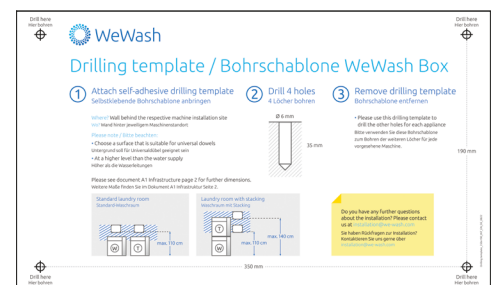 Drill here
Hier bohren
Drill here
Hier bohren
WeWash
Drilling template / Bohrschablone WeWash Box
1 Attach self-adhesive drilling template
Selbstklebende Bohrschablone anbringen
2 Drill 4 holes
4 Löcher bohren
3 Remove drilling template
Bohrschablone entfernen
Where? Wall behind the respective machine installation site
Wo? Wand hinter jeweiligem Maschinenstandort
Please note / Bitte beachten:
• Choose a surface that is suitable for universal dowels
Untergrund soll für Universaldübel geeignet sein
• At a higher level than the water supply
Höher als die Wasserleitungen
Please see document A1 Infrastructure page 2 for further dimensions.
Weitere Maße finden Sie im Dokument A1 Infrastruktur Seite 2.
Ø 6 mm
35 mm
• Please use this drilling template to
drill the other holes for each appliance
Bitte verwenden Sie diese Bohrschablone
zum Bohren der weiteren Löcher für jede
vorgesehene Maschine.
190 mm
Standard laundry room
Standard-Waschraum
W
T
max. 110 cm
Laundry room with stacking
Waschraum mit Stacking
T
W
T
W
max. 110 cm
max. 140 cm
Do you have any further questions
about the installation? Please contact
us at installation@we-wash.com
Sie haben Rückfragen zur Installation?
Kontaktieren Sie uns gerne über
installation@we-wash.com
350 mm
Drill here
Hier bohren
Drill here
Hier bohren